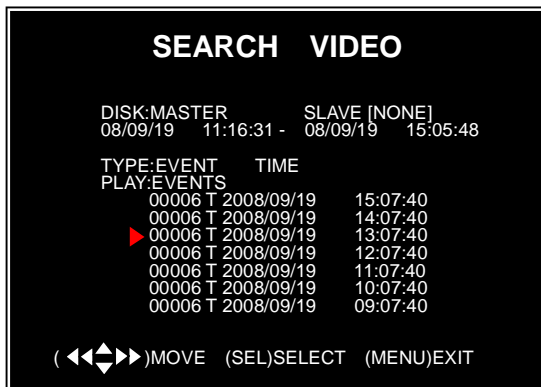 SEARCH VIDEO
DISK:MASTER SLAVE [NONE]
08/09/19 11:16:31 - 08/09/19 15:05:48
TYPE:EVENT TIME
PLAY:EVENTS
00006 T 2008/09/19 15:07:40
00006 T 2008/09/19 14:07:40
00006 T 2008/09/19 13:07:40
00006 T 2008/09/19 12:07:40
00006 T 2008/09/19 11:07:40
00006 T 2008/09/19 10:07:40
00006 T 2008/09/19 09:07:40
( )MOVE (SEL)SELECT (MENU)EXIT